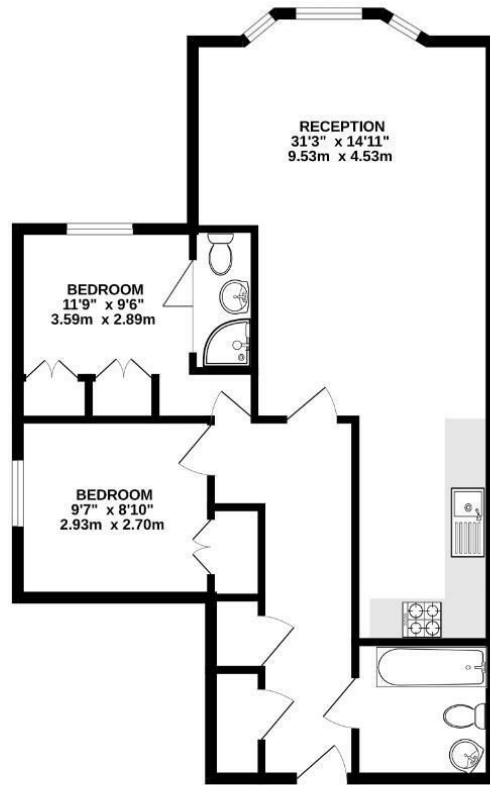 RECEPTION
31'3" x 14'11"
9.53m x 4.53m
BEDROOM
11'9" x 9'6"
3.59m x 2.89m
BEDROOM
9'7" x 8'10"
2.93m x 2.70m